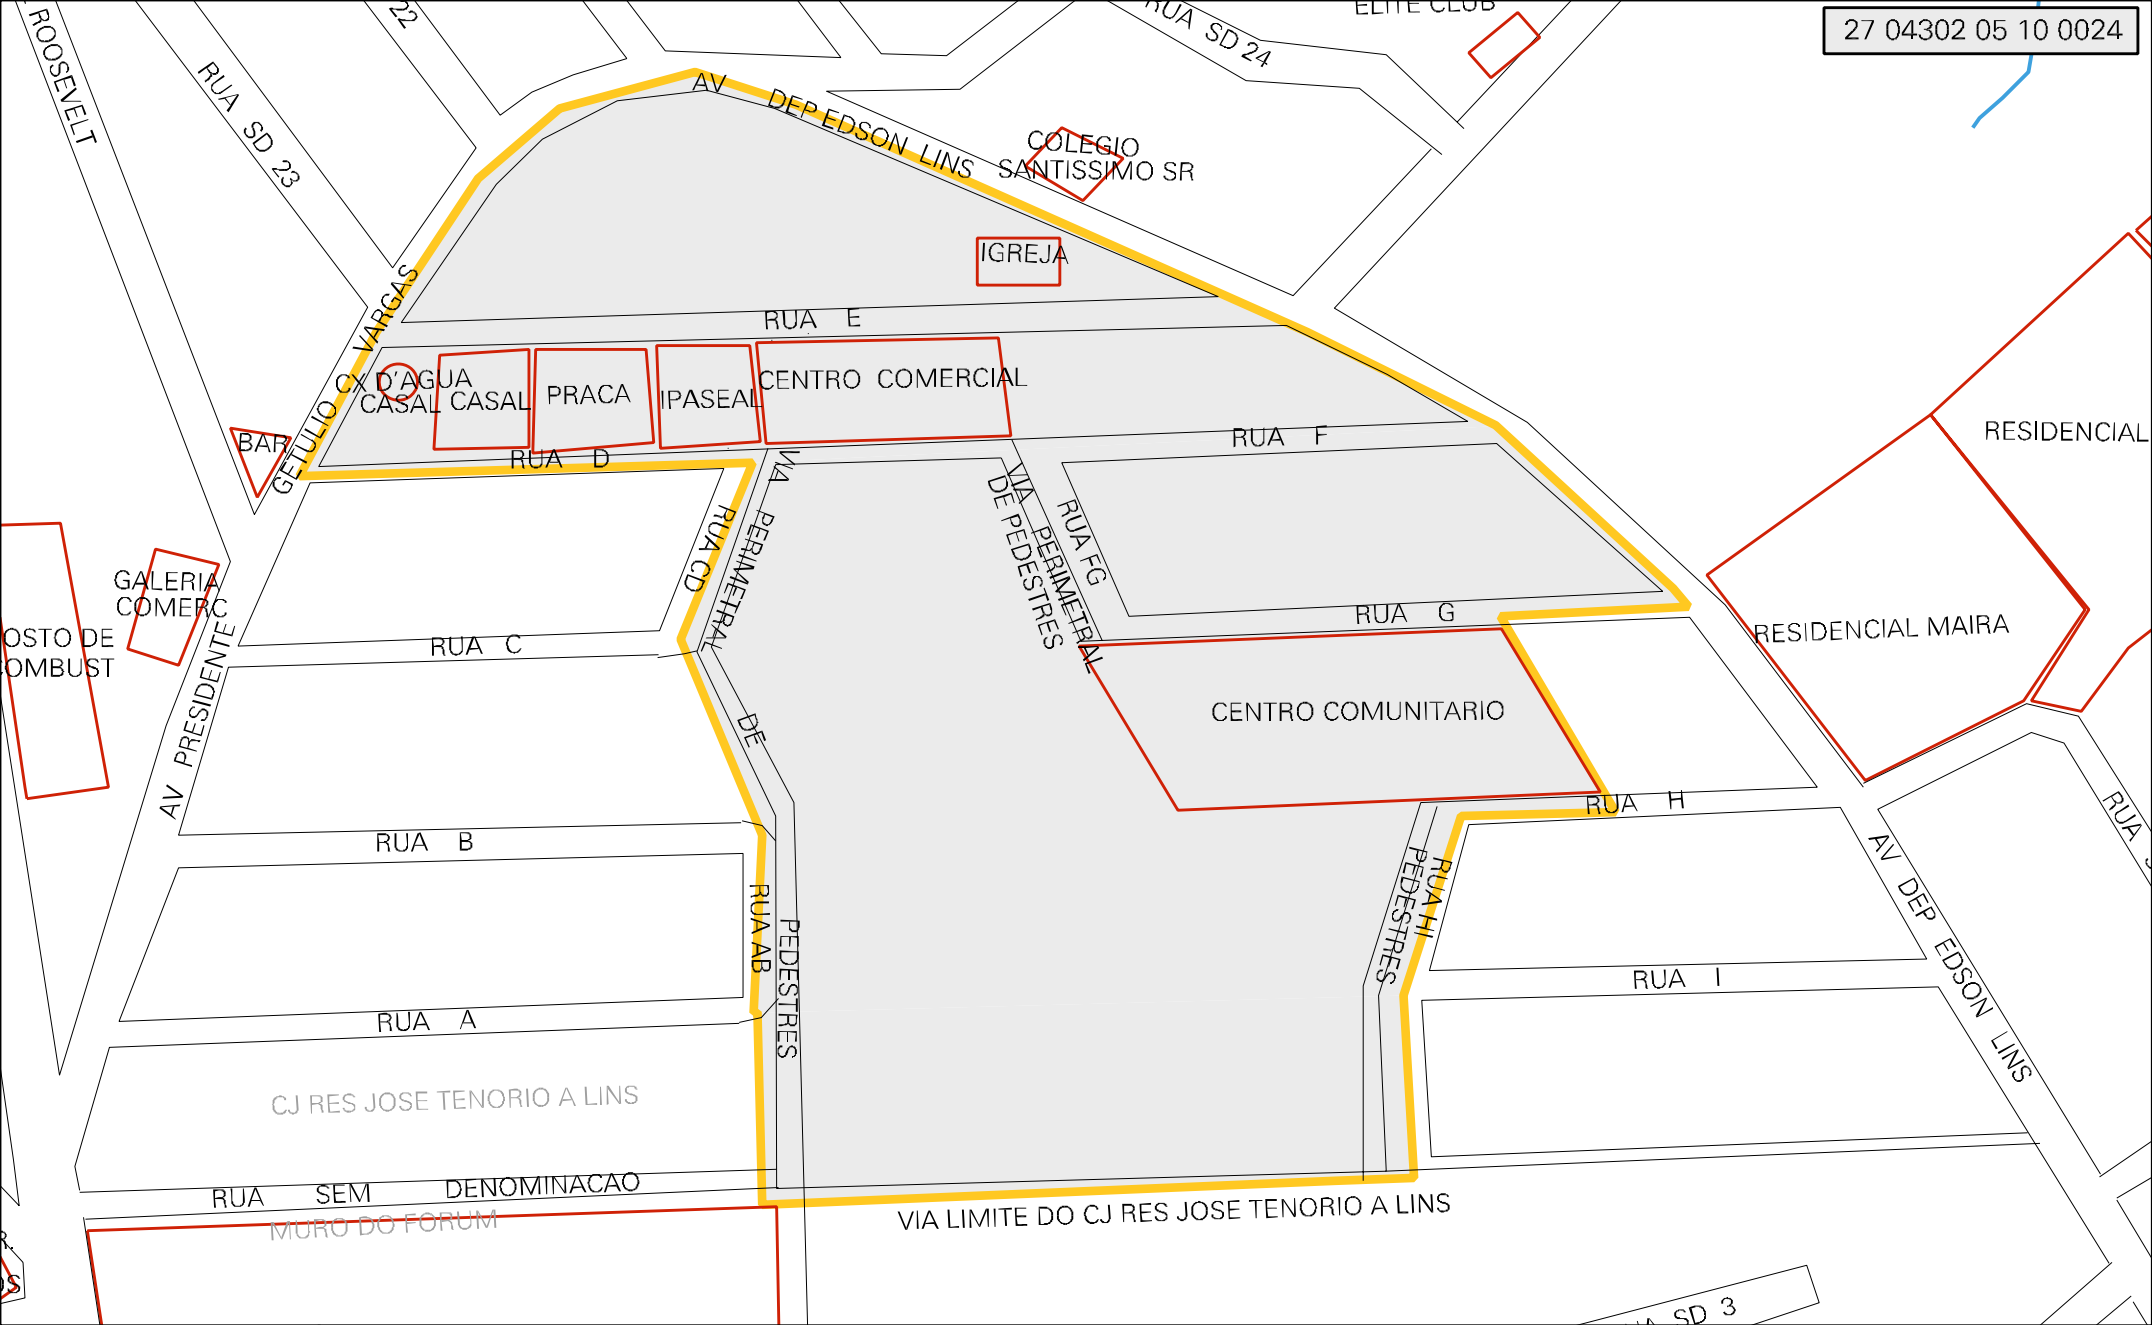 ROOSEVELT
22
RUA SD 24
ELITE CLUB
27 04302 05 10 0024
RUA SD 23
AV DEP EDSON LINS
COLEGIO
SANTISSIMO SR
IGREJA
AV PRESIDENTE GETULIO VARGAS
RUA E
CX D'AGUA
CASAL
CASAL
PRACA
IPASEAL
CENTRO COMERCIAL
BAR
RUA D
RUA F
RESIDENCIAL
VIA PERIMETRAL DE PEDESTRES
RUA CD
VIA PERIMETRAL
DE PEDESTRES
RUA FG
GALERIA
COMERC
OSTO DE
COMBUST
RUA C
RUA G
RESIDENCIAL MAIRA
CENTRO COMUNITARIO
RUA H
RUA B
RUA AB
RUA HI
PEDESTRES
AV DEP EDSON LINS
RUA
RUA I
RUA A
CJ RES JOSE TENORIO A LINS
RUA SEM DENOMINACAO
MURO DO FORUM
VIA LIMITE DO CJ RES JOSE TENORIO A LINS
SD 3